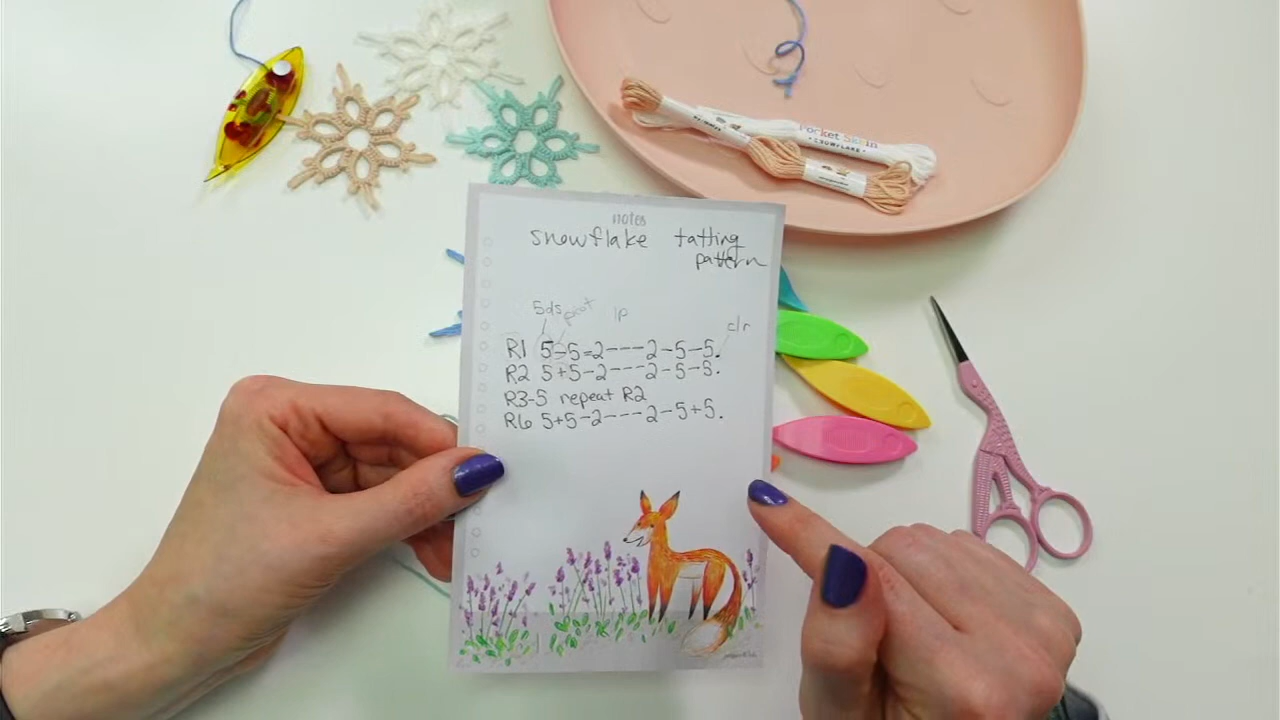 Pocket Skein
• SNOWFLAKE •
notes
snowflake tatting
pattern
5ds picot lp clr
R1 5-5-2----2-5-5.
R2 5+5-2----2-5-5.
R3-5 repeat R2
R6 5+5-2----2-5+5.